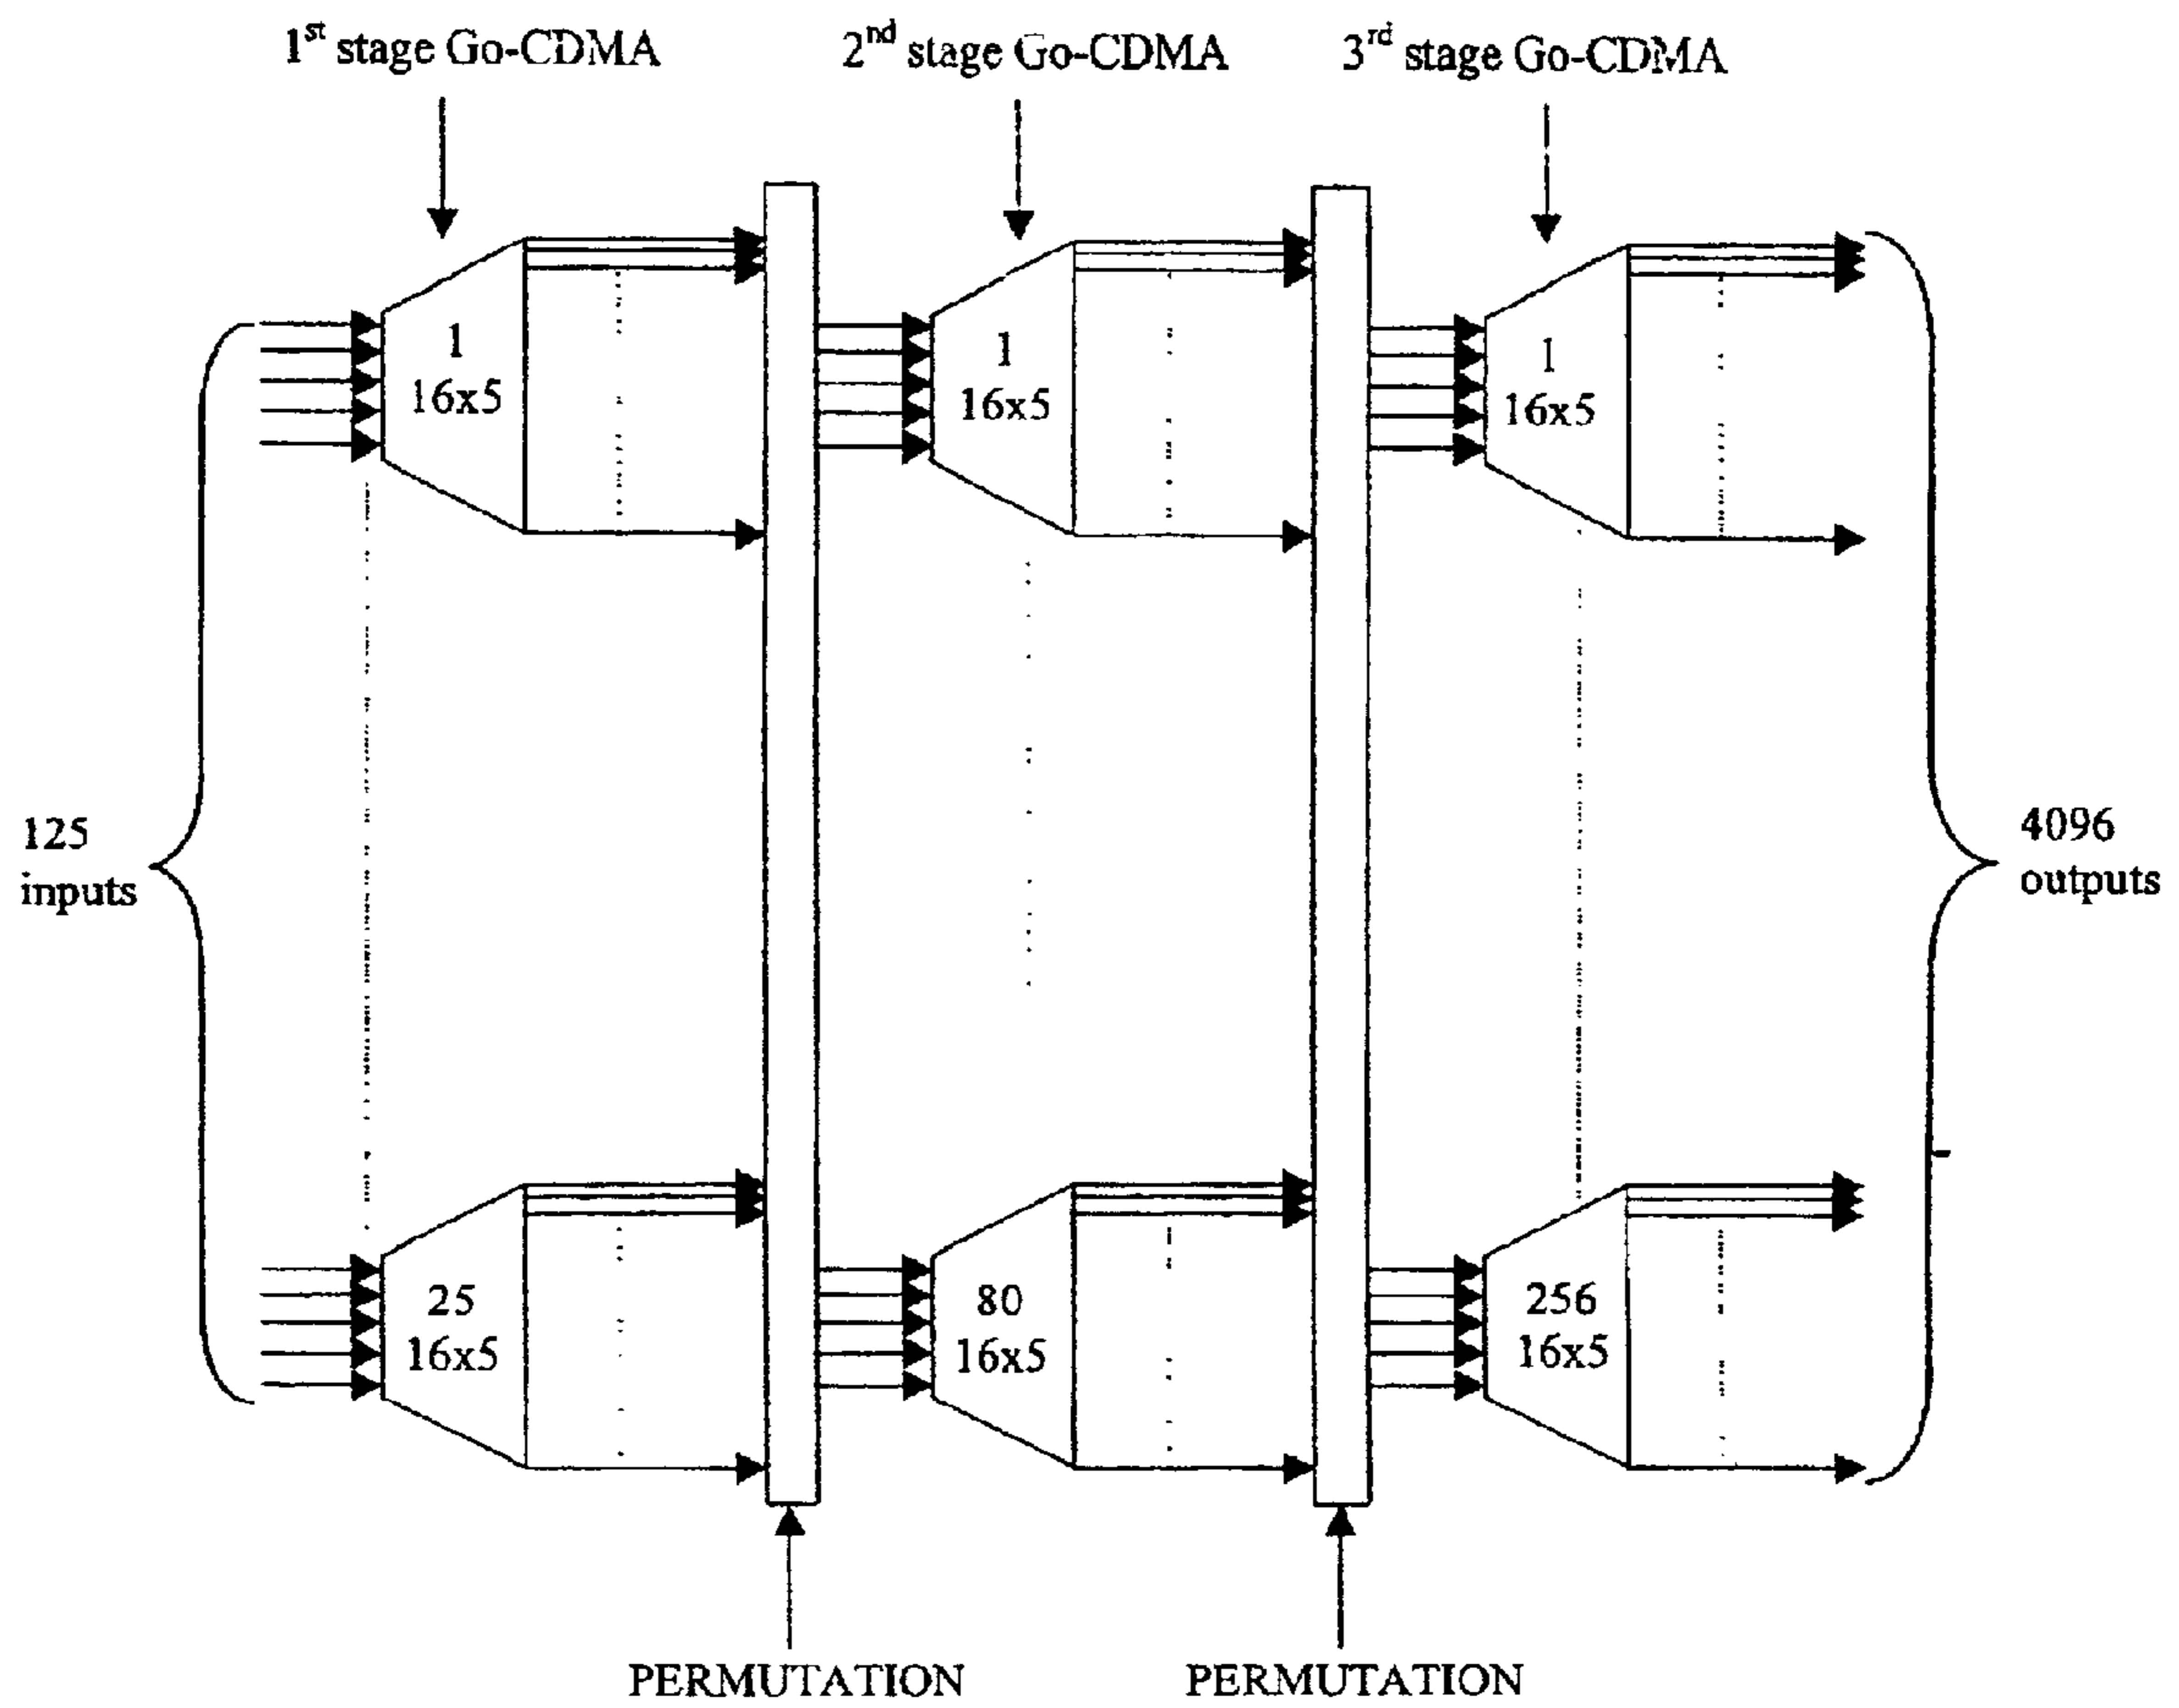 1st stage Go-CDMA
2nd stage Go-CDMA
3rd stage Go-CDMA
1
16x5
1
16x5
1
16x5
125
inputs
4096
outputs
25
16x5
80
16x5
256
16x5
PERMUTATION
PERMUTATION